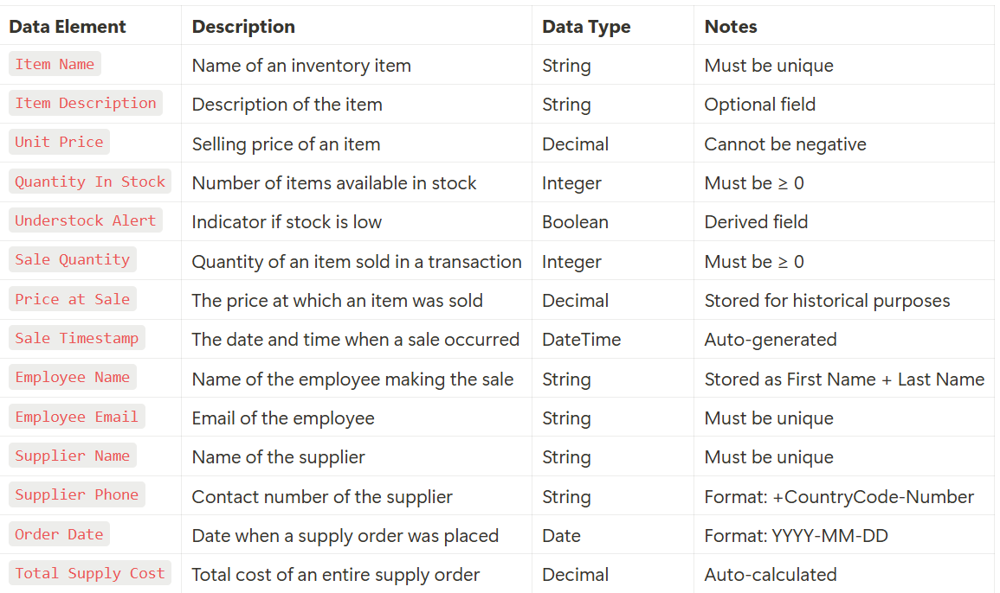 Data Element Description Data Type Notes
Item Name Name of an inventory item String Must be unique
Item Description Description of the item String Optional field
Unit Price Selling price of an item Decimal Cannot be negative
Quantity In Stock Number of items available in stock Integer Must be ≥ 0
Understock Alert Indicator if stock is low Boolean Derived field
Sale Quantity Quantity of an item sold in a transaction Integer Must be ≥ 0
Price at Sale The price at which an item was sold Decimal Stored for historical purposes
Sale Timestamp The date and time when a sale occurred DateTime Auto-generated
Employee Name Name of the employee making the sale String Stored as First Name + Last Name
Employee Email Email of the employee String Must be unique
Supplier Name Name of the supplier String Must be unique
Supplier Phone Contact number of the supplier String Format: +CountryCode-Number
Order Date Date when a supply order was placed Date Format: YYYY-MM-DD
Total Supply Cost Total cost of an entire supply order Decimal Auto-calculated